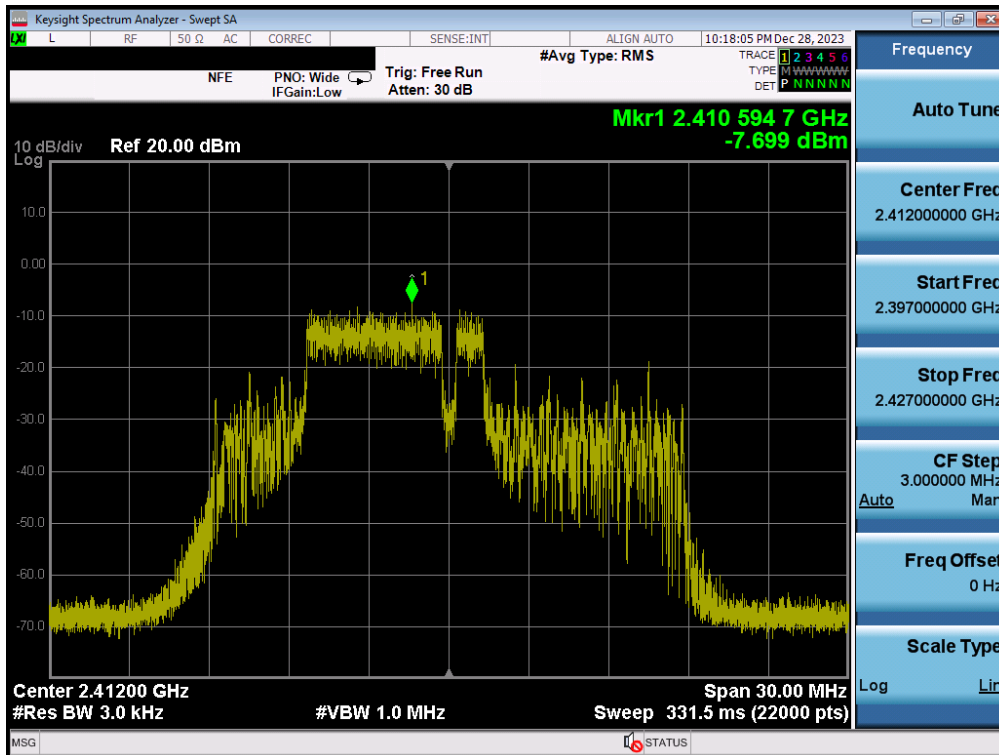 Keysight Spectrum Analyzer - Swept SA
LXI L RF 50 Ω AC CORREC SENSE:INT ALIGN AUTO 10:18:05 PM Dec 28, 2023
#Avg Type: RMS
TRACE 1 2 3 4 5 6
TYPE M WWWWW
DET P N N N N N
NFE PNO: Wide Trig: Free Run
IFGain:Low Atten: 30 dB
Mkr1 2.410 594 7 GHz
-7.699 dBm
10 dB/div Ref 20.00 dBm
Log
10.0
0.00
-10.0
-20.0
-30.0
-40.0
-50.0
-60.0
-70.0
1
Center 2.41200 GHz Span 30.00 MHz
#Res BW 3.0 kHz #VBW 1.0 MHz Sweep 331.5 ms (22000 pts)
MSG STATUS
Frequency
Auto Tune
Center Freq
2.412000000 GHz
Start Freq
2.397000000 GHz
Stop Freq
2.427000000 GHz
CF Step
3.000000 MHz
Auto Man
Freq Offset
0 Hz
Scale Type
Log Lin